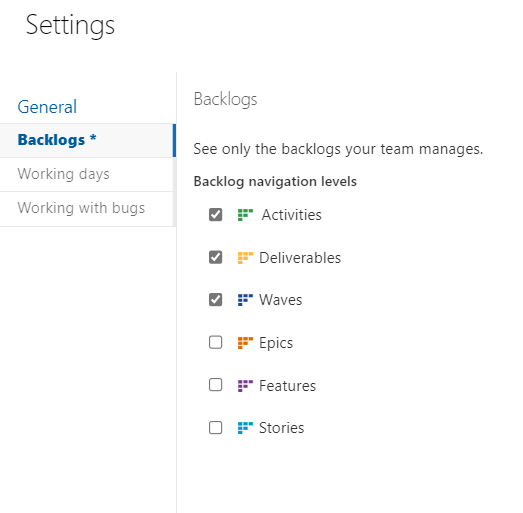 Settings
General
Backlogs *
Working days
Working with bugs
Backlogs
See only the backlogs your team manages.
Backlog navigation levels
Activities
Deliverables
Waves
Epics
Features
Stories